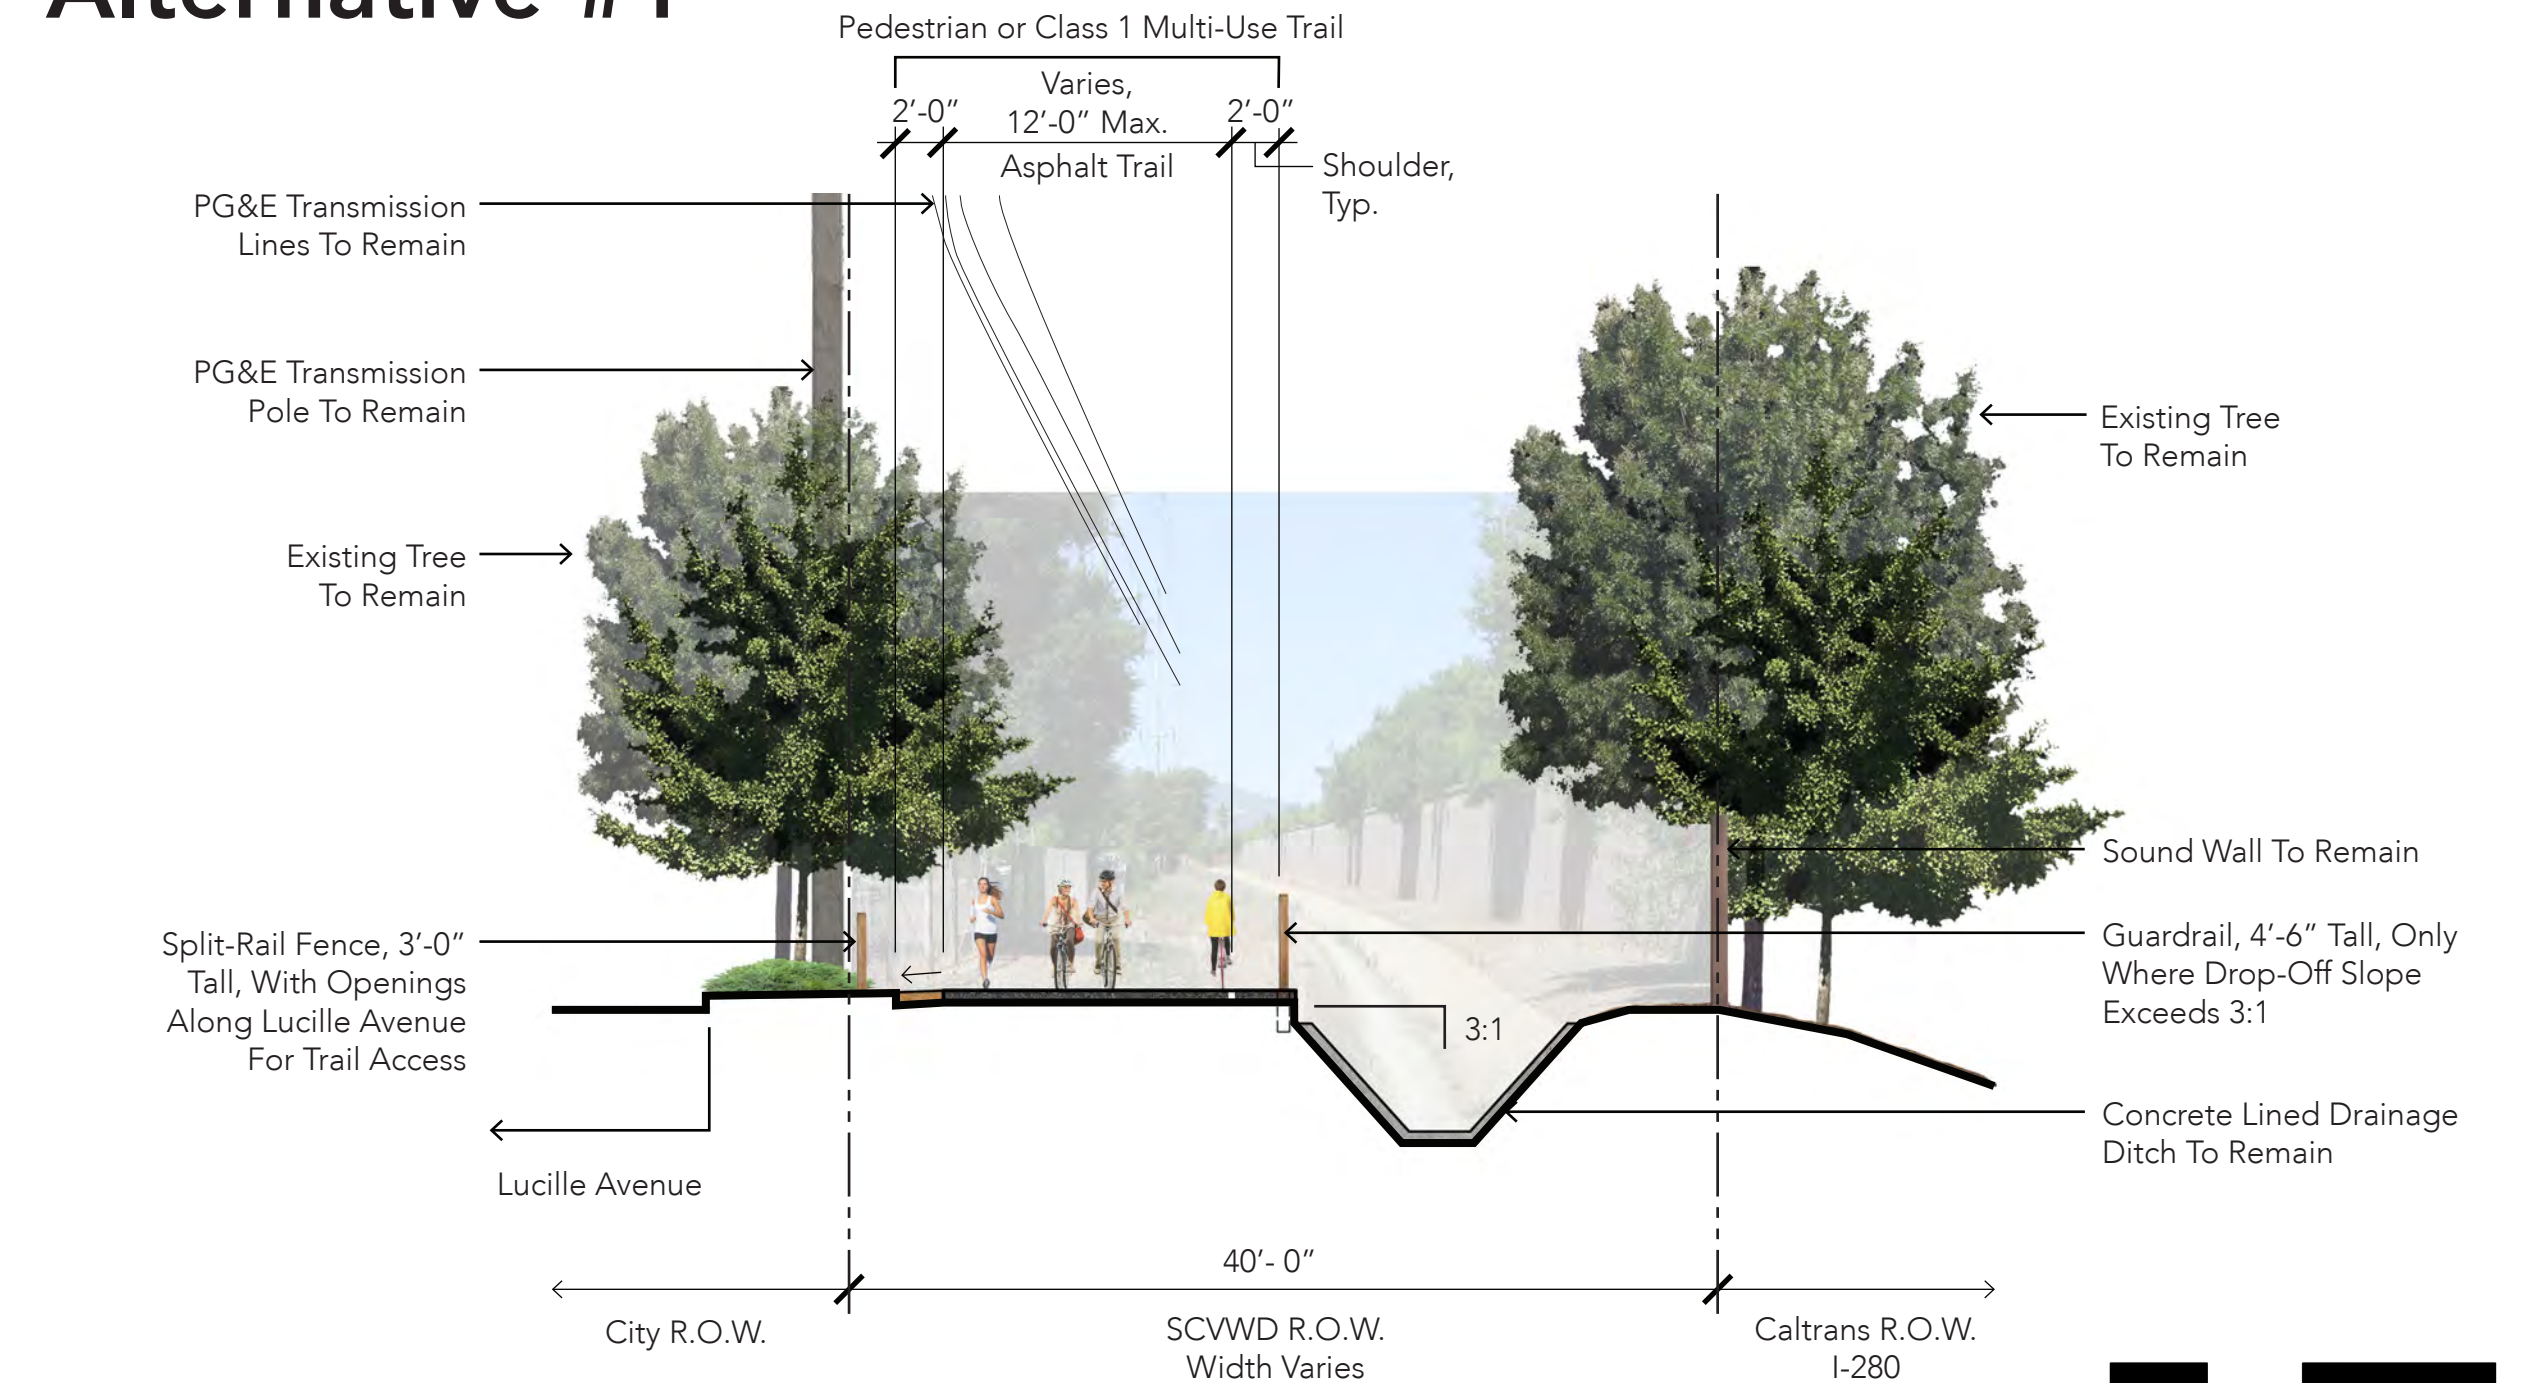 Alternative #1
Pedestrian or Class 1 Multi-Use Trail
Varies,
2’-0” 12’-0” Max. 2’-0”
Asphalt Trail
Shoulder,
Typ.
PG&E Transmission
Lines To Remain
PG&E Transmission
Pole To Remain
Existing Tree
To Remain
Existing Tree
To Remain
Split-Rail Fence, 3’-0”
Tall, With Openings
Along Lucille Avenue
For Trail Access
Lucille Avenue
Sound Wall To Remain
Guardrail, 4’-6” Tall, Only
Where Drop-Off Slope
Exceeds 3:1
3:1
Concrete Lined Drainage
Ditch To Remain
40’- 0”
City R.O.W.
SCVWD R.O.W.
Width Varies
Caltrans R.O.W.
I-280